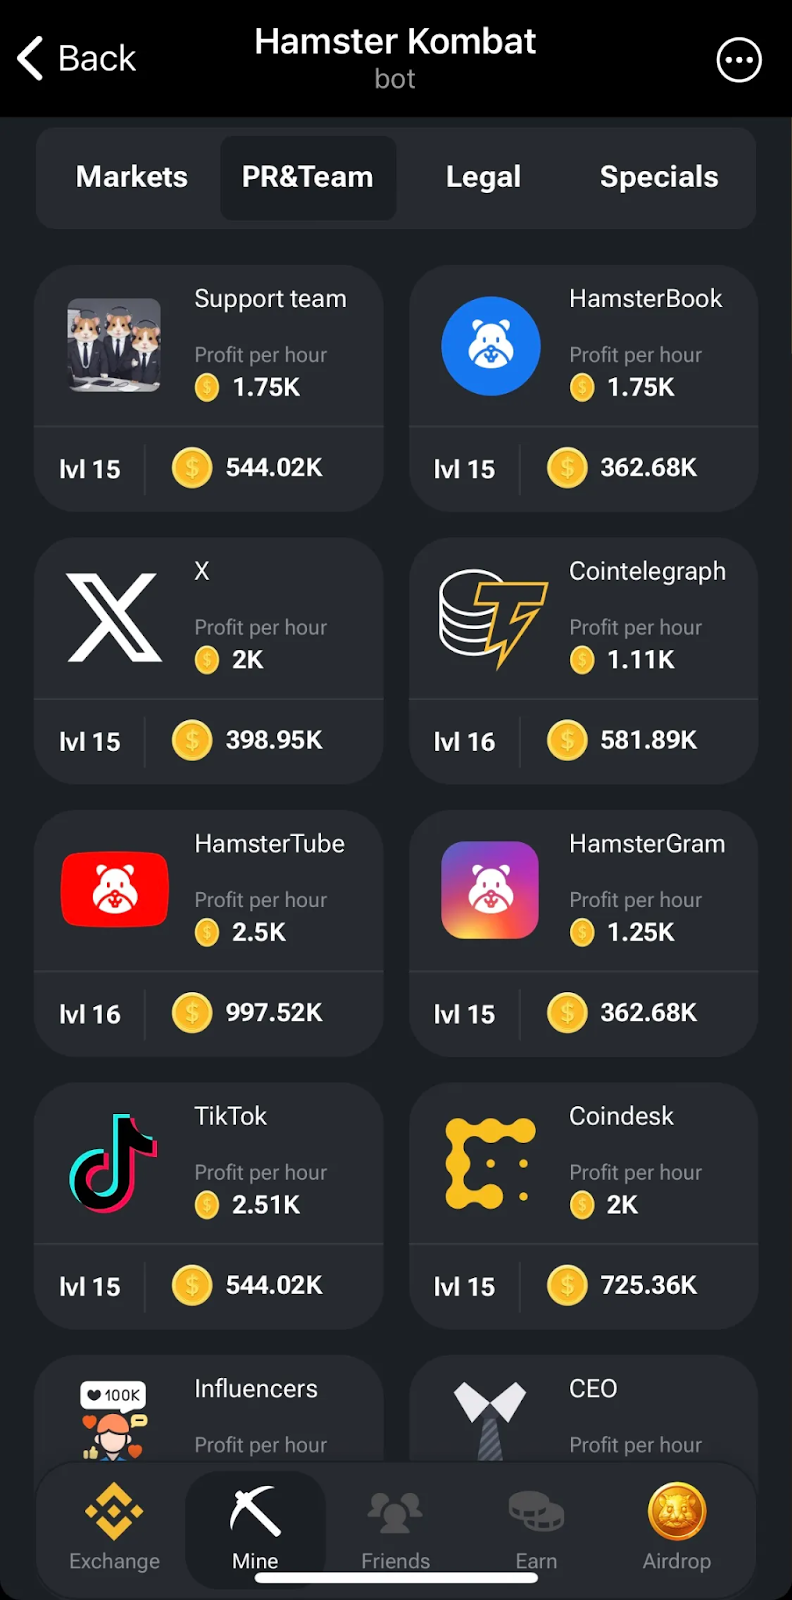 Back
Hamster Kombat
bot
Markets
PR&Team
Legal
Specials
Support team
Profit per hour
1.75K
lvl 15
544.02K
HamsterBook
Profit per hour
1.75K
lvl 15
362.68K
X
Profit per hour
2K
lvl 15
398.95K
Cointelegraph
Profit per hour
1.11K
lvl 16
581.89K
HamsterTube
Profit per hour
2.5K
lvl 16
997.52K
HamsterGram
Profit per hour
1.25K
lvl 15
362.68K
TikTok
Profit per hour
2.51K
lvl 15
544.02K
Coindesk
Profit per hour
2K
lvl 15
725.36K
100K
Influencers
Profit per hour
CEO
Profit per hour
Exchange
Mine
Friends
Earn
Airdrop